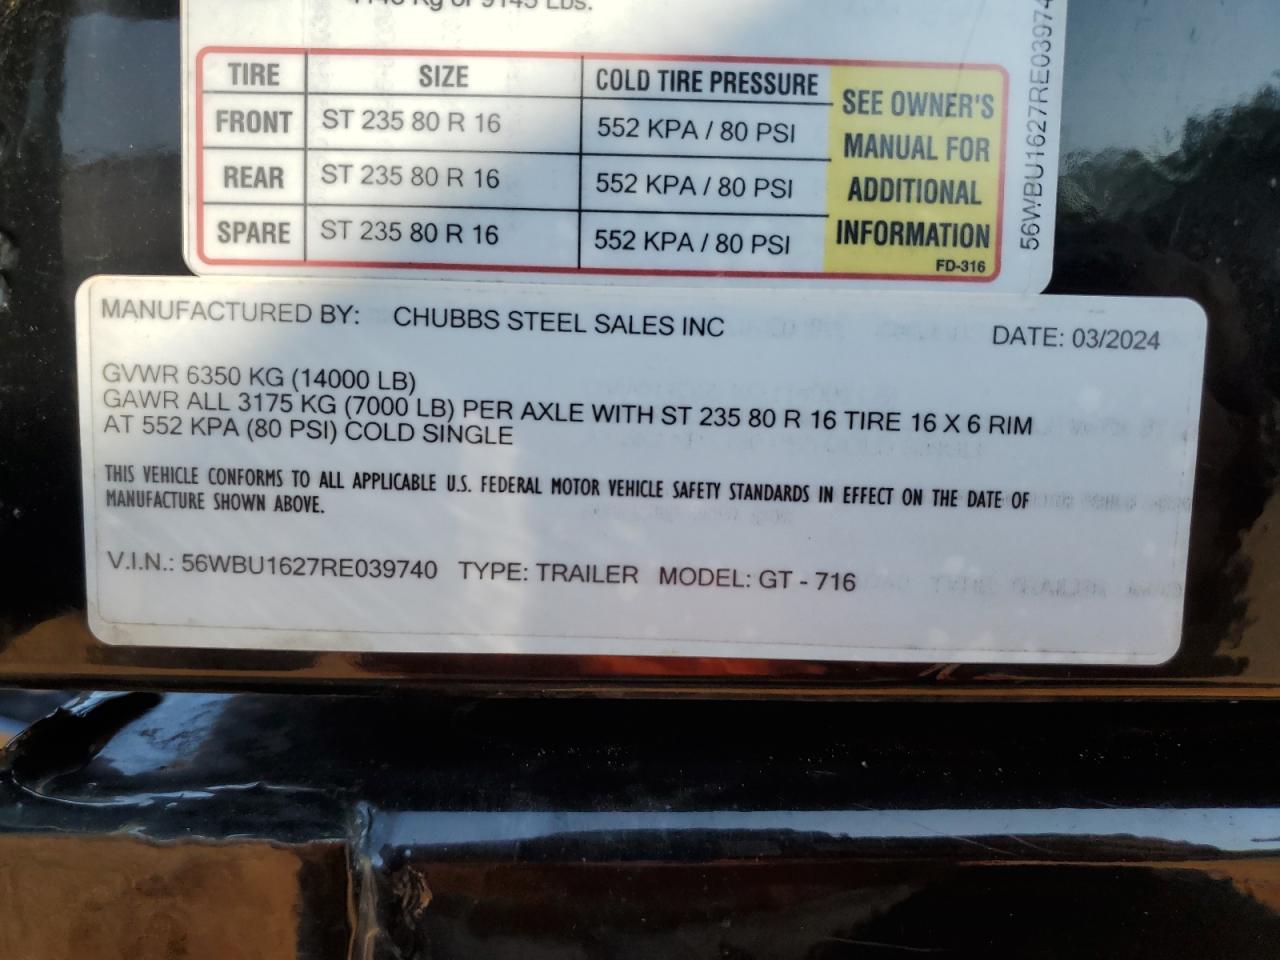 9145 Lbs.
TIRE SIZE COLD TIRE PRESSURE
FRONT ST 235 80 R 16 552 KPA / 80 PSI
REAR ST 235 80 R 16 552 KPA / 80 PSI
SPARE ST 235 80 R 16 552 KPA / 80 PSI
SEE OWNER'S
MANUAL FOR
ADDITIONAL
INFORMATION
FD-316
56WBU1627RE03974
MANUFACTURED BY: CHUBBS STEEL SALES INC DATE: 03/2024
GVWR 6350 KG (14000 LB)
GAWR ALL 3175 KG (7000 LB) PER AXLE WITH ST 235 80 R 16 TIRE 16 X 6 RIM
AT 552 KPA (80 PSI) COLD SINGLE
THIS VEHICLE CONFORMS TO ALL APPLICABLE U.S. FEDERAL MOTOR VEHICLE SAFETY STANDARDS IN EFFECT ON THE DATE OF
MANUFACTURE SHOWN ABOVE.
V.I.N.: 56WBU1627RE039740 TYPE: TRAILER MODEL: GT - 716